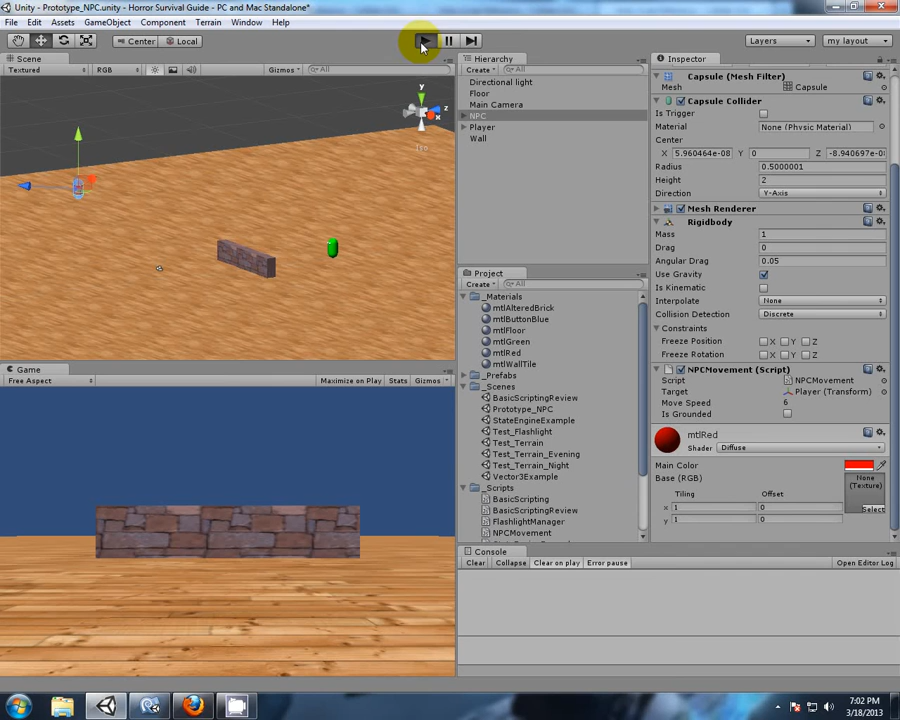 Unity - Prototype_NPC.unity - Horror Survival Guide - PC and Mac Standalone*
File Edit Assets GameObject Component Terrain Window Help
Center Local Layers my layout
Scene
Textured RGB Gizmos All
y
z
x
Iso
Game
Free Aspect Maximize on Play Stats Gizmos
Hierarchy
Create All
Directional light
Floor
Main Camera
NPC
Player
Wall
Project
Create All
_Materials
mtlAlteredBrick
mtlButtonBlue
mtlFloor
mtlGreen
mtlRed
mtlWallTile
_Prefabs
_Scenes
BasicScriptingReview
Prototype_NPC
StateEngineExample
Test_Flashlight
Test_Terrain
Test_Terrain_Evening
Test_Terrain_Night
Vector3Example
_Scripts
BasicScripting
BasicScriptingReview
FlashlightManager
NPCMovement
Console
Clear Collapse Clear on play Error pause Open Editor Log
Inspector
Capsule (Mesh Filter)
Mesh Capsule
Capsule Collider
Is Trigger
Material None (Physic Material)
Center
X 5.960464e-08 Y 0 Z -8.940697e-0
Radius 0.5000001
Height 2
Direction Y-Axis
Mesh Renderer
Rigidbody
Mass 1
Drag 0
Angular Drag 0.05
Use Gravity
Is Kinematic
Interpolate None
Collision Detection Discrete
Constraints
Freeze Position X Y Z
Freeze Rotation X Y Z
NPCMovement (Script)
Script NPCMovement
Target Player (Transform)
Move Speed 6
Is Grounded
mtlRed
Shader Diffuse
Main Color
Base (RGB) None
(Texture)
Tiling Offset
x 1 0
y 1 0
Select
7:02 PM
3/18/2013